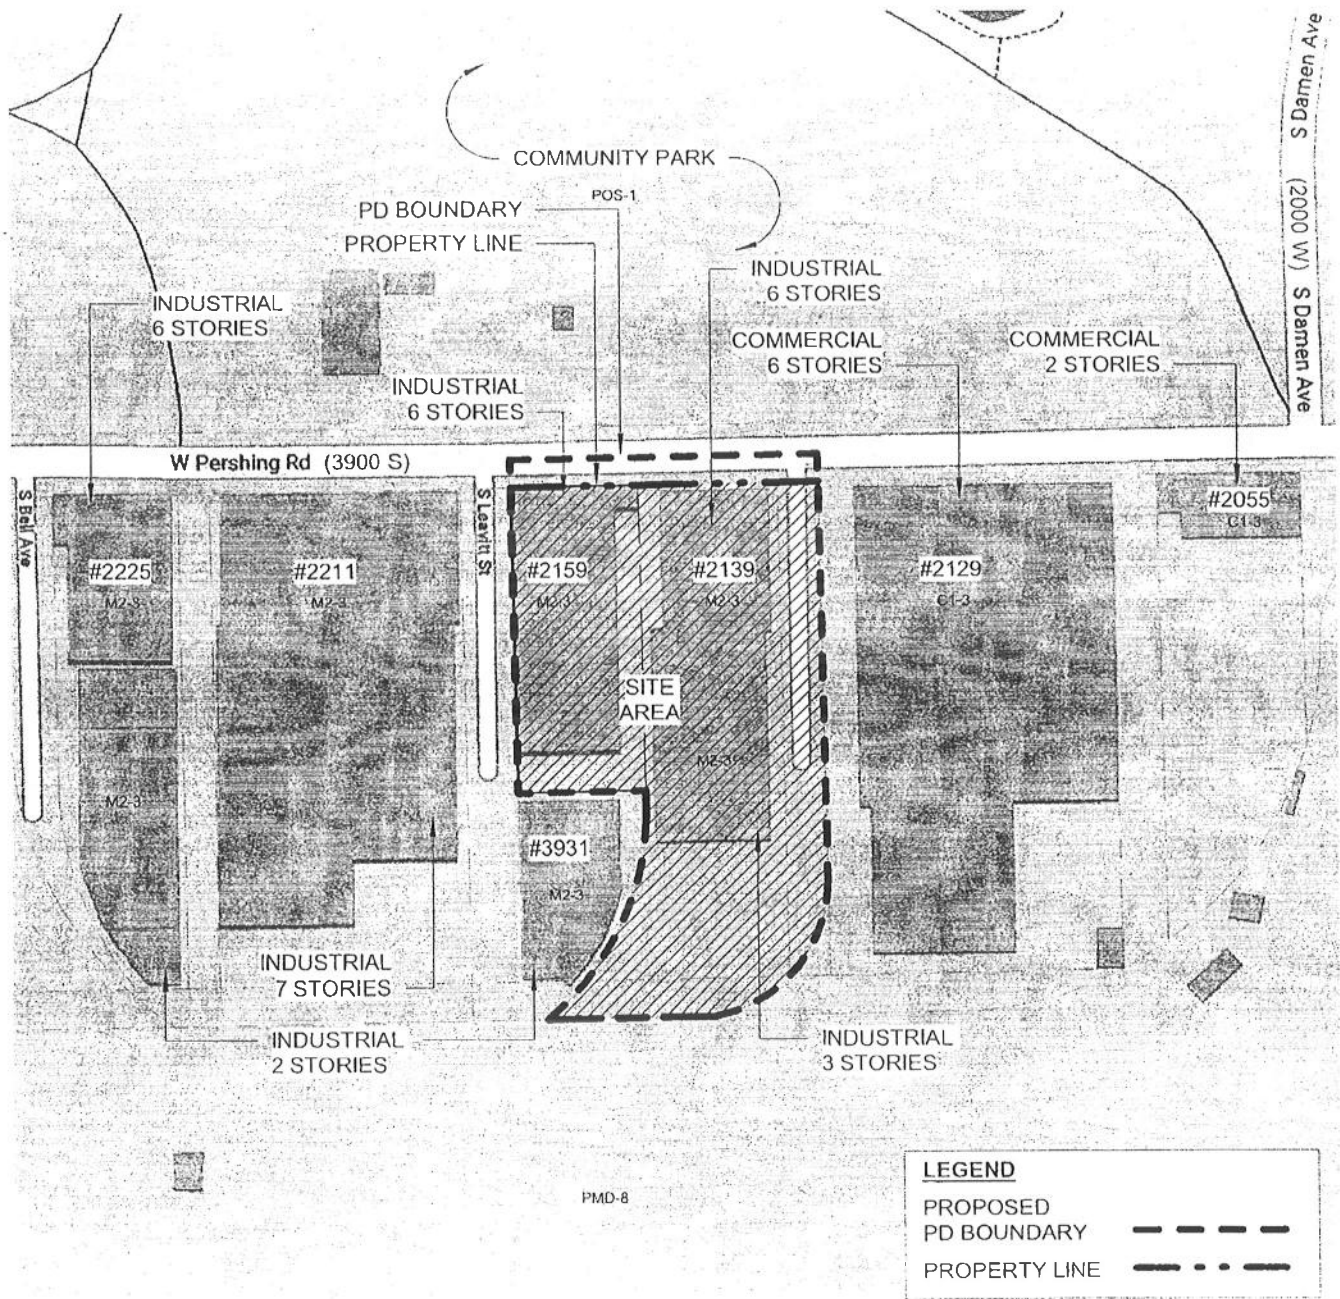 S Damen Ave
(2000 W)
S Damen Ave
COMMUNITY PARK
POS-1
PD BOUNDARY
PROPERTY LINE
INDUSTRIAL
6 STORIES
INDUSTRIAL
6 STORIES
COMMERCIAL
6 STORIES
COMMERCIAL
2 STORIES
INDUSTRIAL
6 STORIES
W Pershing Rd (3900 S)
S Bell Ave
S Leavitt St
#2055
C1-3
#2225
M2-3
#2211
M2-3
#2159
M2-3
#2139
M2-3
#2129
C1-3
SITE
AREA
M2-3
M2-3
#3931
M2-3
INDUSTRIAL
7 STORIES
INDUSTRIAL
2 STORIES
INDUSTRIAL
3 STORIES
PMD-8
LEGEND
PROPOSED
PD BOUNDARY
PROPERTY LINE